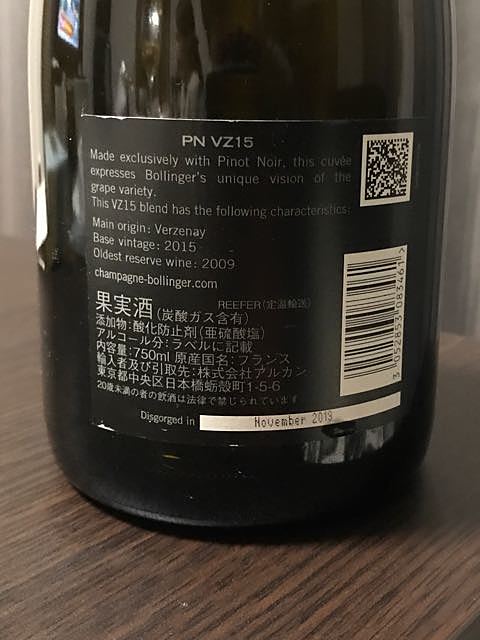 PN VZ15
Made exclusively with Pinot Noir, this cuvée
expresses Bollinger's unique vision of the
grape variety.
This VZ15 blend has the following characteristics:
Main origin: Verzenay
Base vintage: 2015
Oldest reserve wine: 2009
champagne-bollinger.com
果実酒(炭酸ガス含有) REEFER(定温輸送)
添加物:酸化防止剤(亜硫酸塩)
アルコール分:ラベルに記載
内容量:750ml 原産国名:フランス
輸入者及び引取先:株式会社アルカン
東京都中央区日本橋蛎殻町1-5-6
20歳未満の者の飲酒は法律で禁じられています
Disgorged in November 2019
3 052853 083461 >